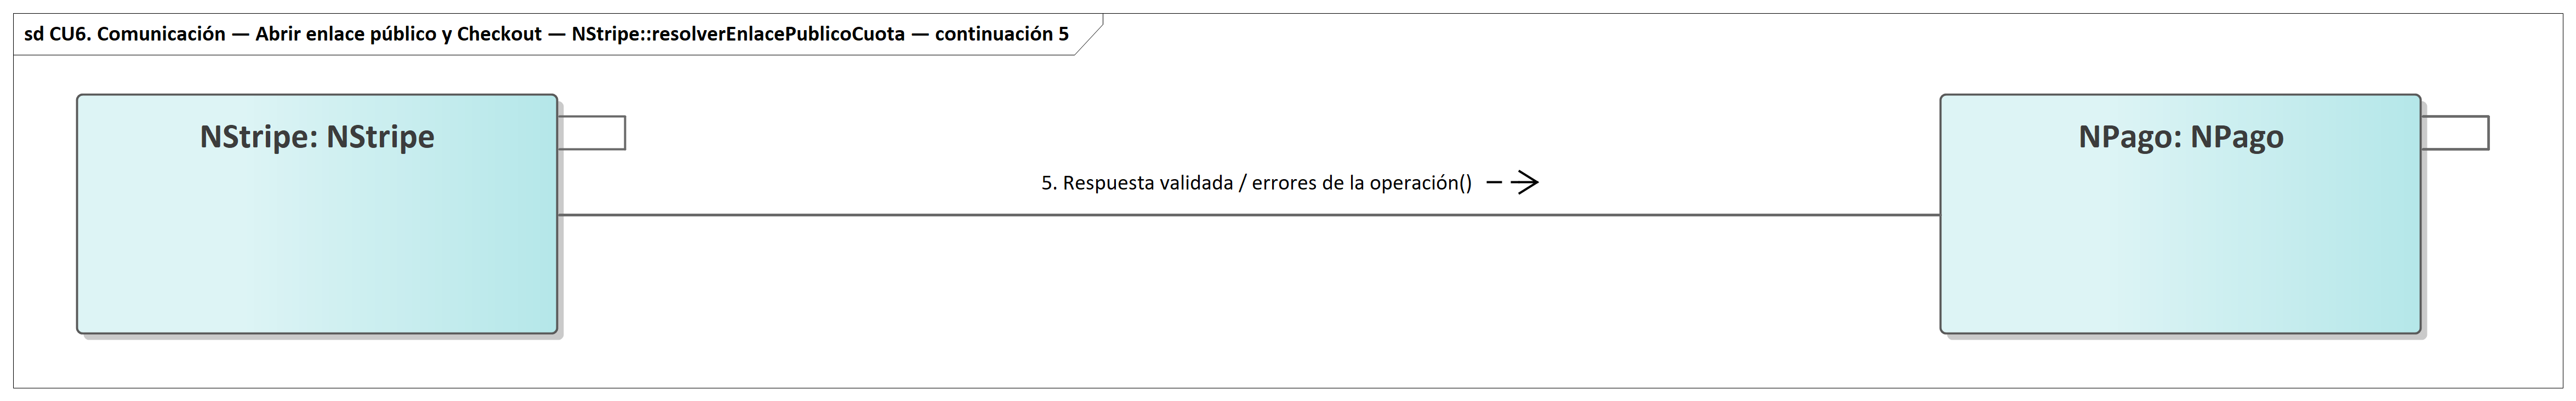 sd CU6. Comunicación — Abrir enlace público y Checkout — NStripe::resolverEnlacePublicoCuota — continuación 5
NStripe: NStripe
NPago: NPago
5. Respuesta validada / errores de la operación()